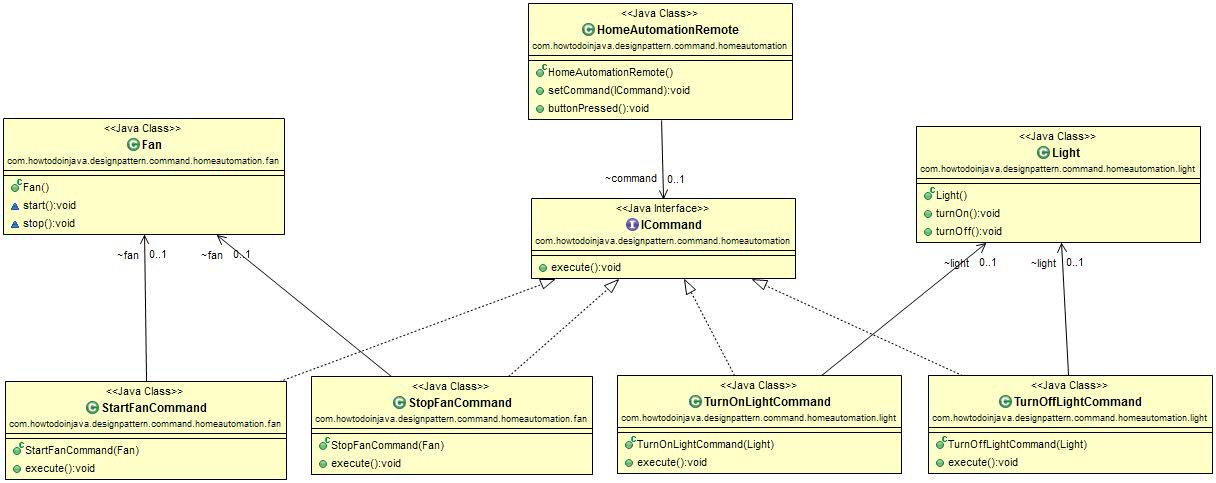 <<Java Class>>
HomeAutomationRemote
com.howtodoinjava.designpattern.command.homeautomation
HomeAutomationRemote()
setCommand(ICommand):void
buttonPressed():void
<<Java Class>>
Fan
com.howtodoinjava.designpattern.command.homeautomation.fan
Fan()
start():void
stop():void
<<Java Class>>
Light
com.howtodoinjava.designpattern.command.homeautomation.light
Light()
turnOn():void
turnOff():void
~command 0..1
<<Java Interface>>
ICommand
com.howtodoinjava.designpattern.command.homeautomation
execute():void
~fan 0..1
~fan 0..1
~light 0..1
~light 0..1
<<Java Class>>
StartFanCommand
com.howtodoinjava.designpattern.command.homeautomation.fan
StartFanCommand(Fan)
execute():void
<<Java Class>>
StopFanCommand
com.howtodoinjava.designpattern.command.homeautomation.fan
StopFanCommand(Fan)
execute():void
<<Java Class>>
TurnOnLightCommand
com.howtodoinjava.designpattern.command.homeautomation.light
TurnOnLightCommand(Light)
execute():void
<<Java Class>>
TurnOffLightCommand
com.howtodoinjava.designpattern.command.homeautomation.light
TurnOffLightCommand(Light)
execute():void